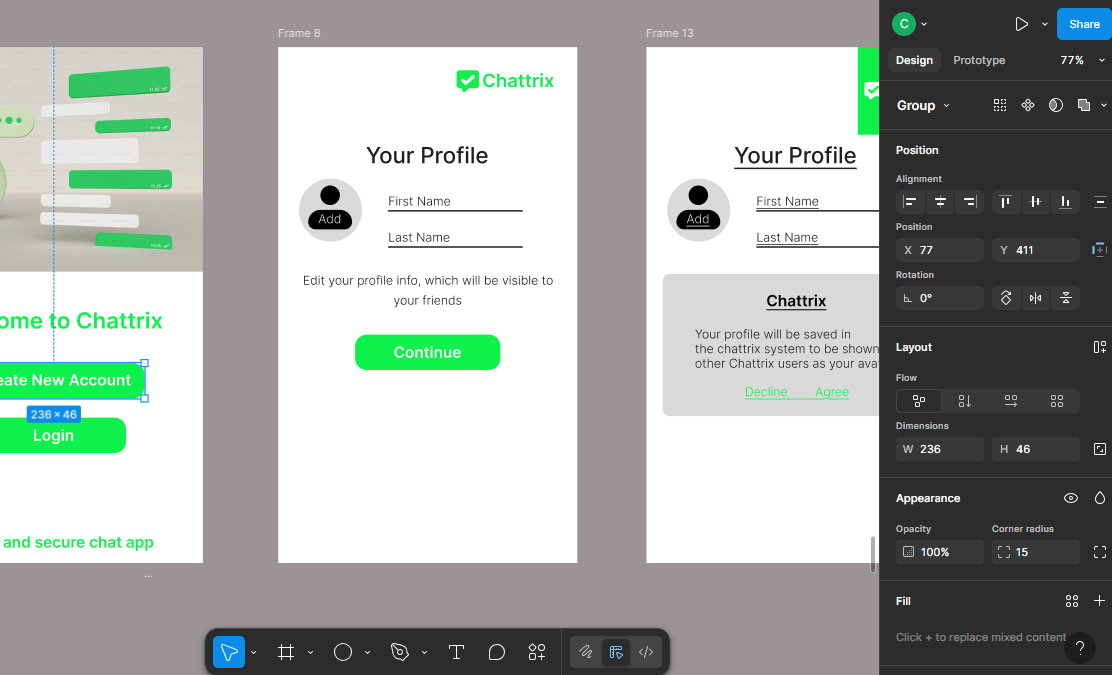 Frame 8
Frame 13
C
Share
Design
Prototype
77%
Group
Position
Alignment
Position
X 77
Y 411
Rotation
0°
Layout
Flow
Dimensions
W 236
H 46
Appearance
Opacity
Corner radius
100%
15
Fill
Click + to replace mixed content
?
ome to Chattrix
eate New Account
236 × 46
Login
and secure chat app
...
Chattrix
Your Profile
Add
First Name
Last Name
Edit your profile info, which will be visible to
your friends
Continue
Your Profile
Add
First Name
Last Name
Chattrix
Your profile will be saved in
the chattrix system to be shown
other Chattrix users as your ava
Decline
Agree